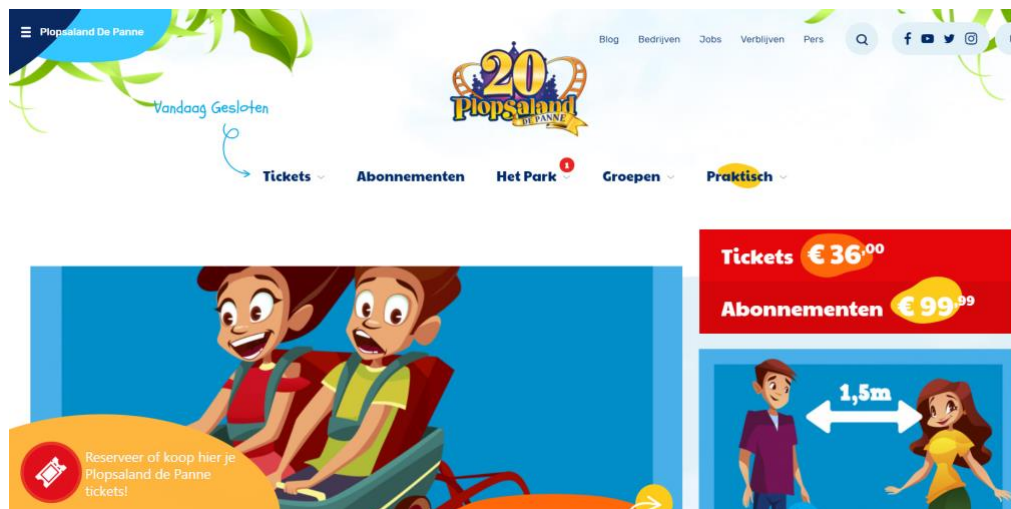 Plopsaland De Panne
Blog Bedrijven Jobs Verblijven Pers
20
Plopsaland
DE PANNE
Vandaag Gesloten
Tickets Abonnementen Het Park 1 Groepen Praktisch
Tickets € 36,00
Abonnementen € 99,99
1,5m
Reserveer of koop hier je
Plopsaland de Panne
tickets!